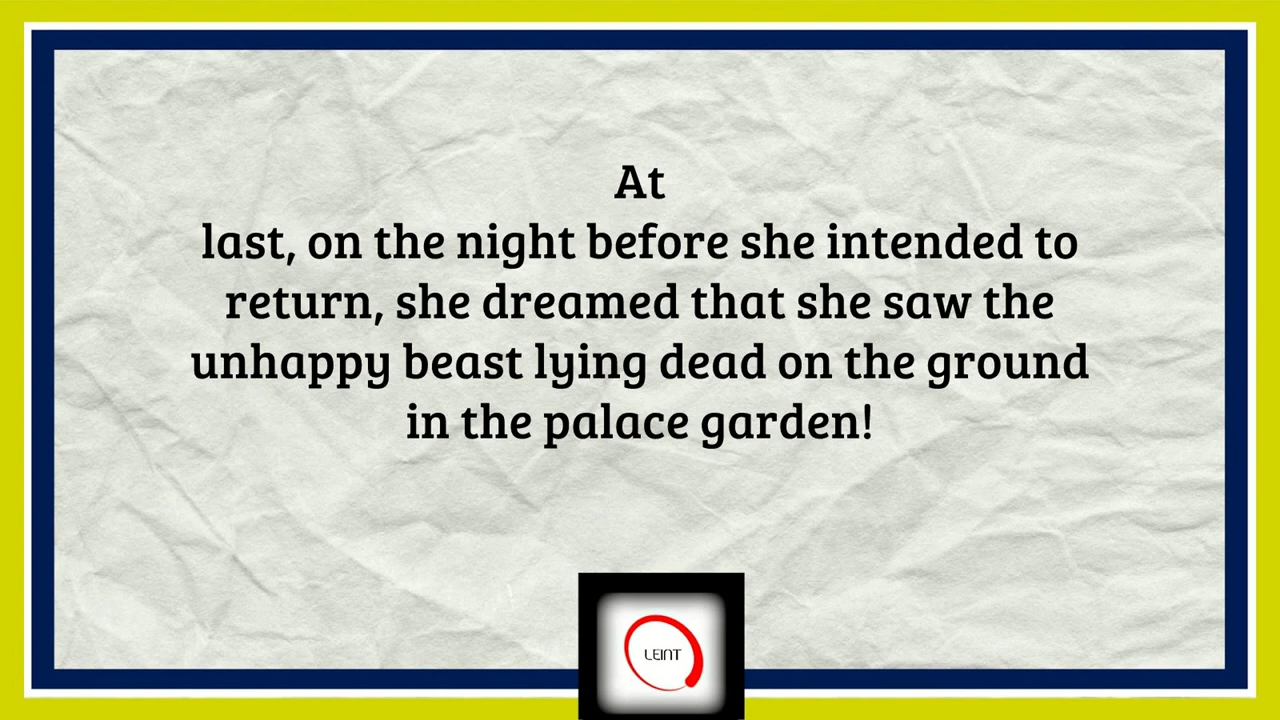 At
last, on the night before she intended to
return, she dreamed that she saw the
unhappy beast lying dead on the ground
in the palace garden!
LEINT